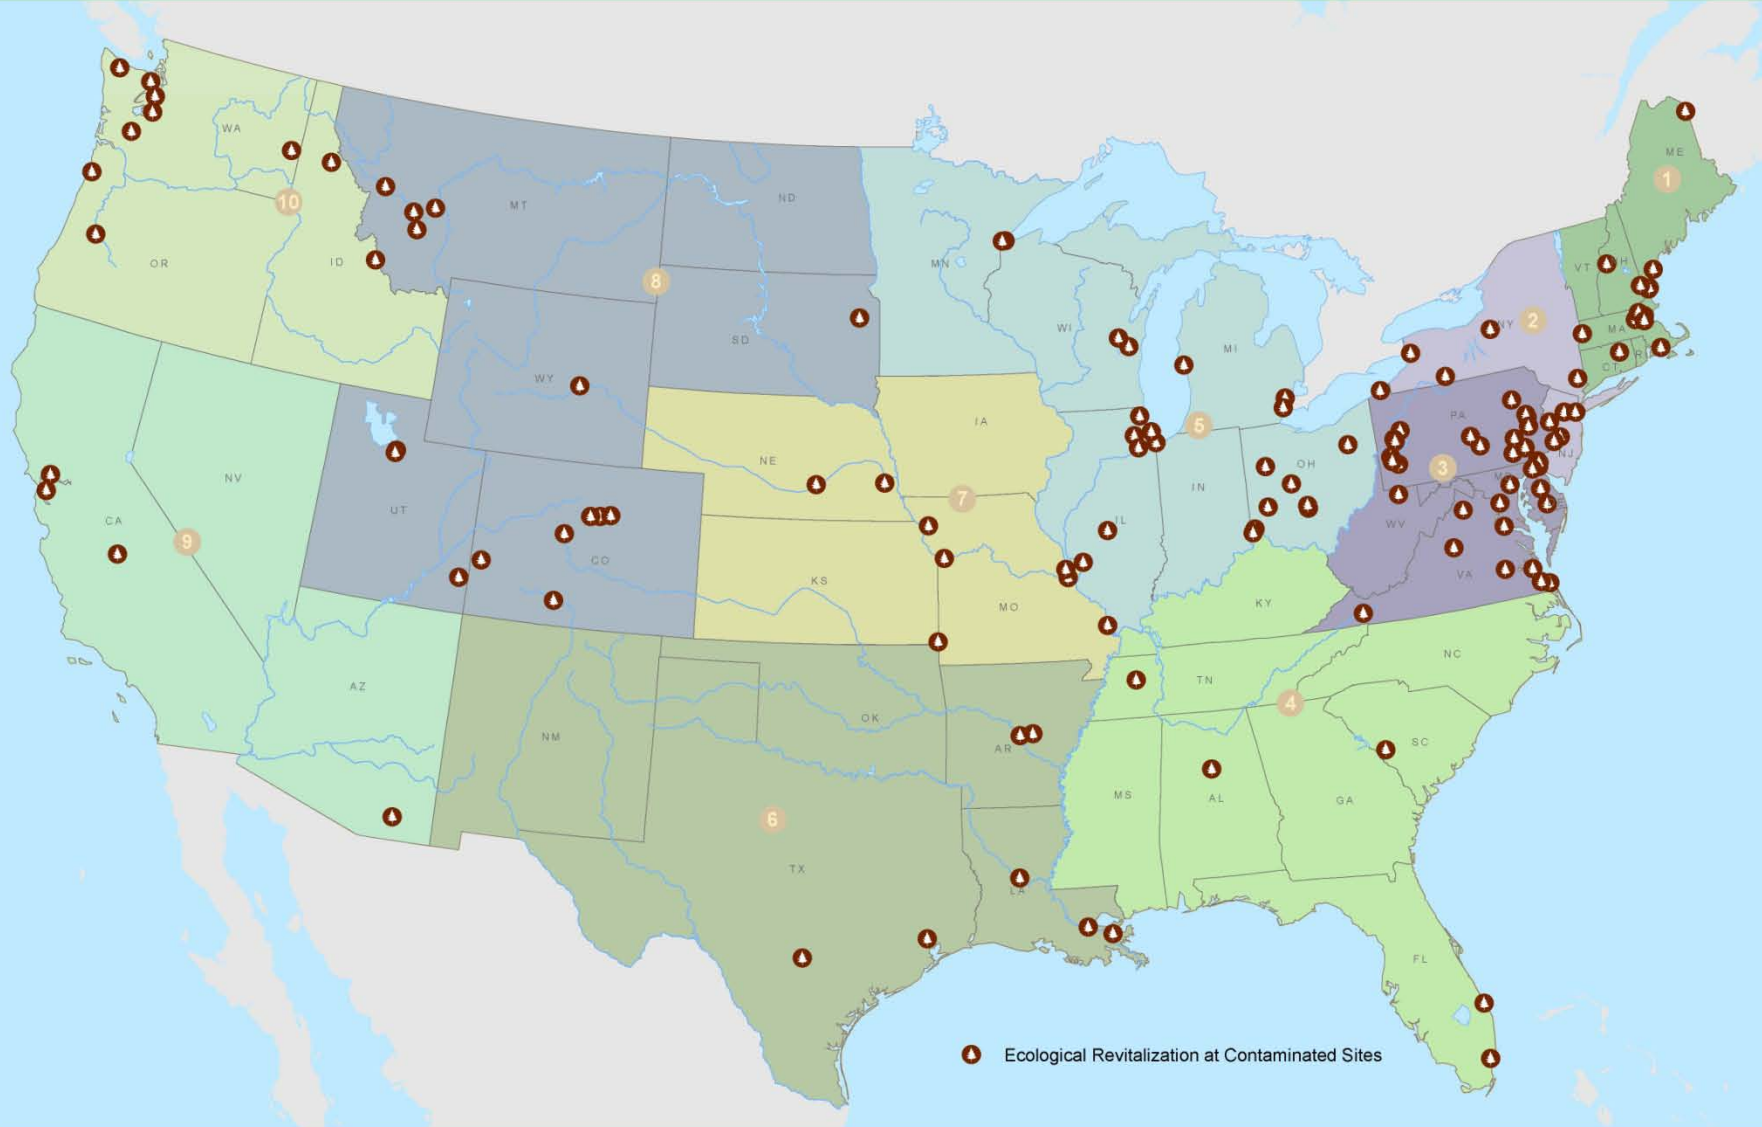 WA
ME
1
MT
ND
10
VT
NH
OR
ID
MN
8
NY
2
WI
MA
SD
MI
RI
CT
WY
PA
IA
5
NE
OH
NJ
3
NV
IN
7
UT
CA
IL
WV
9
CO
VA
KS
KY
MO
NC
TN
AZ
4
OK
NM
AR
SC
MS
AL
GA
6
TX
LA
FL
Ecological Revitalization at Contaminated Sites